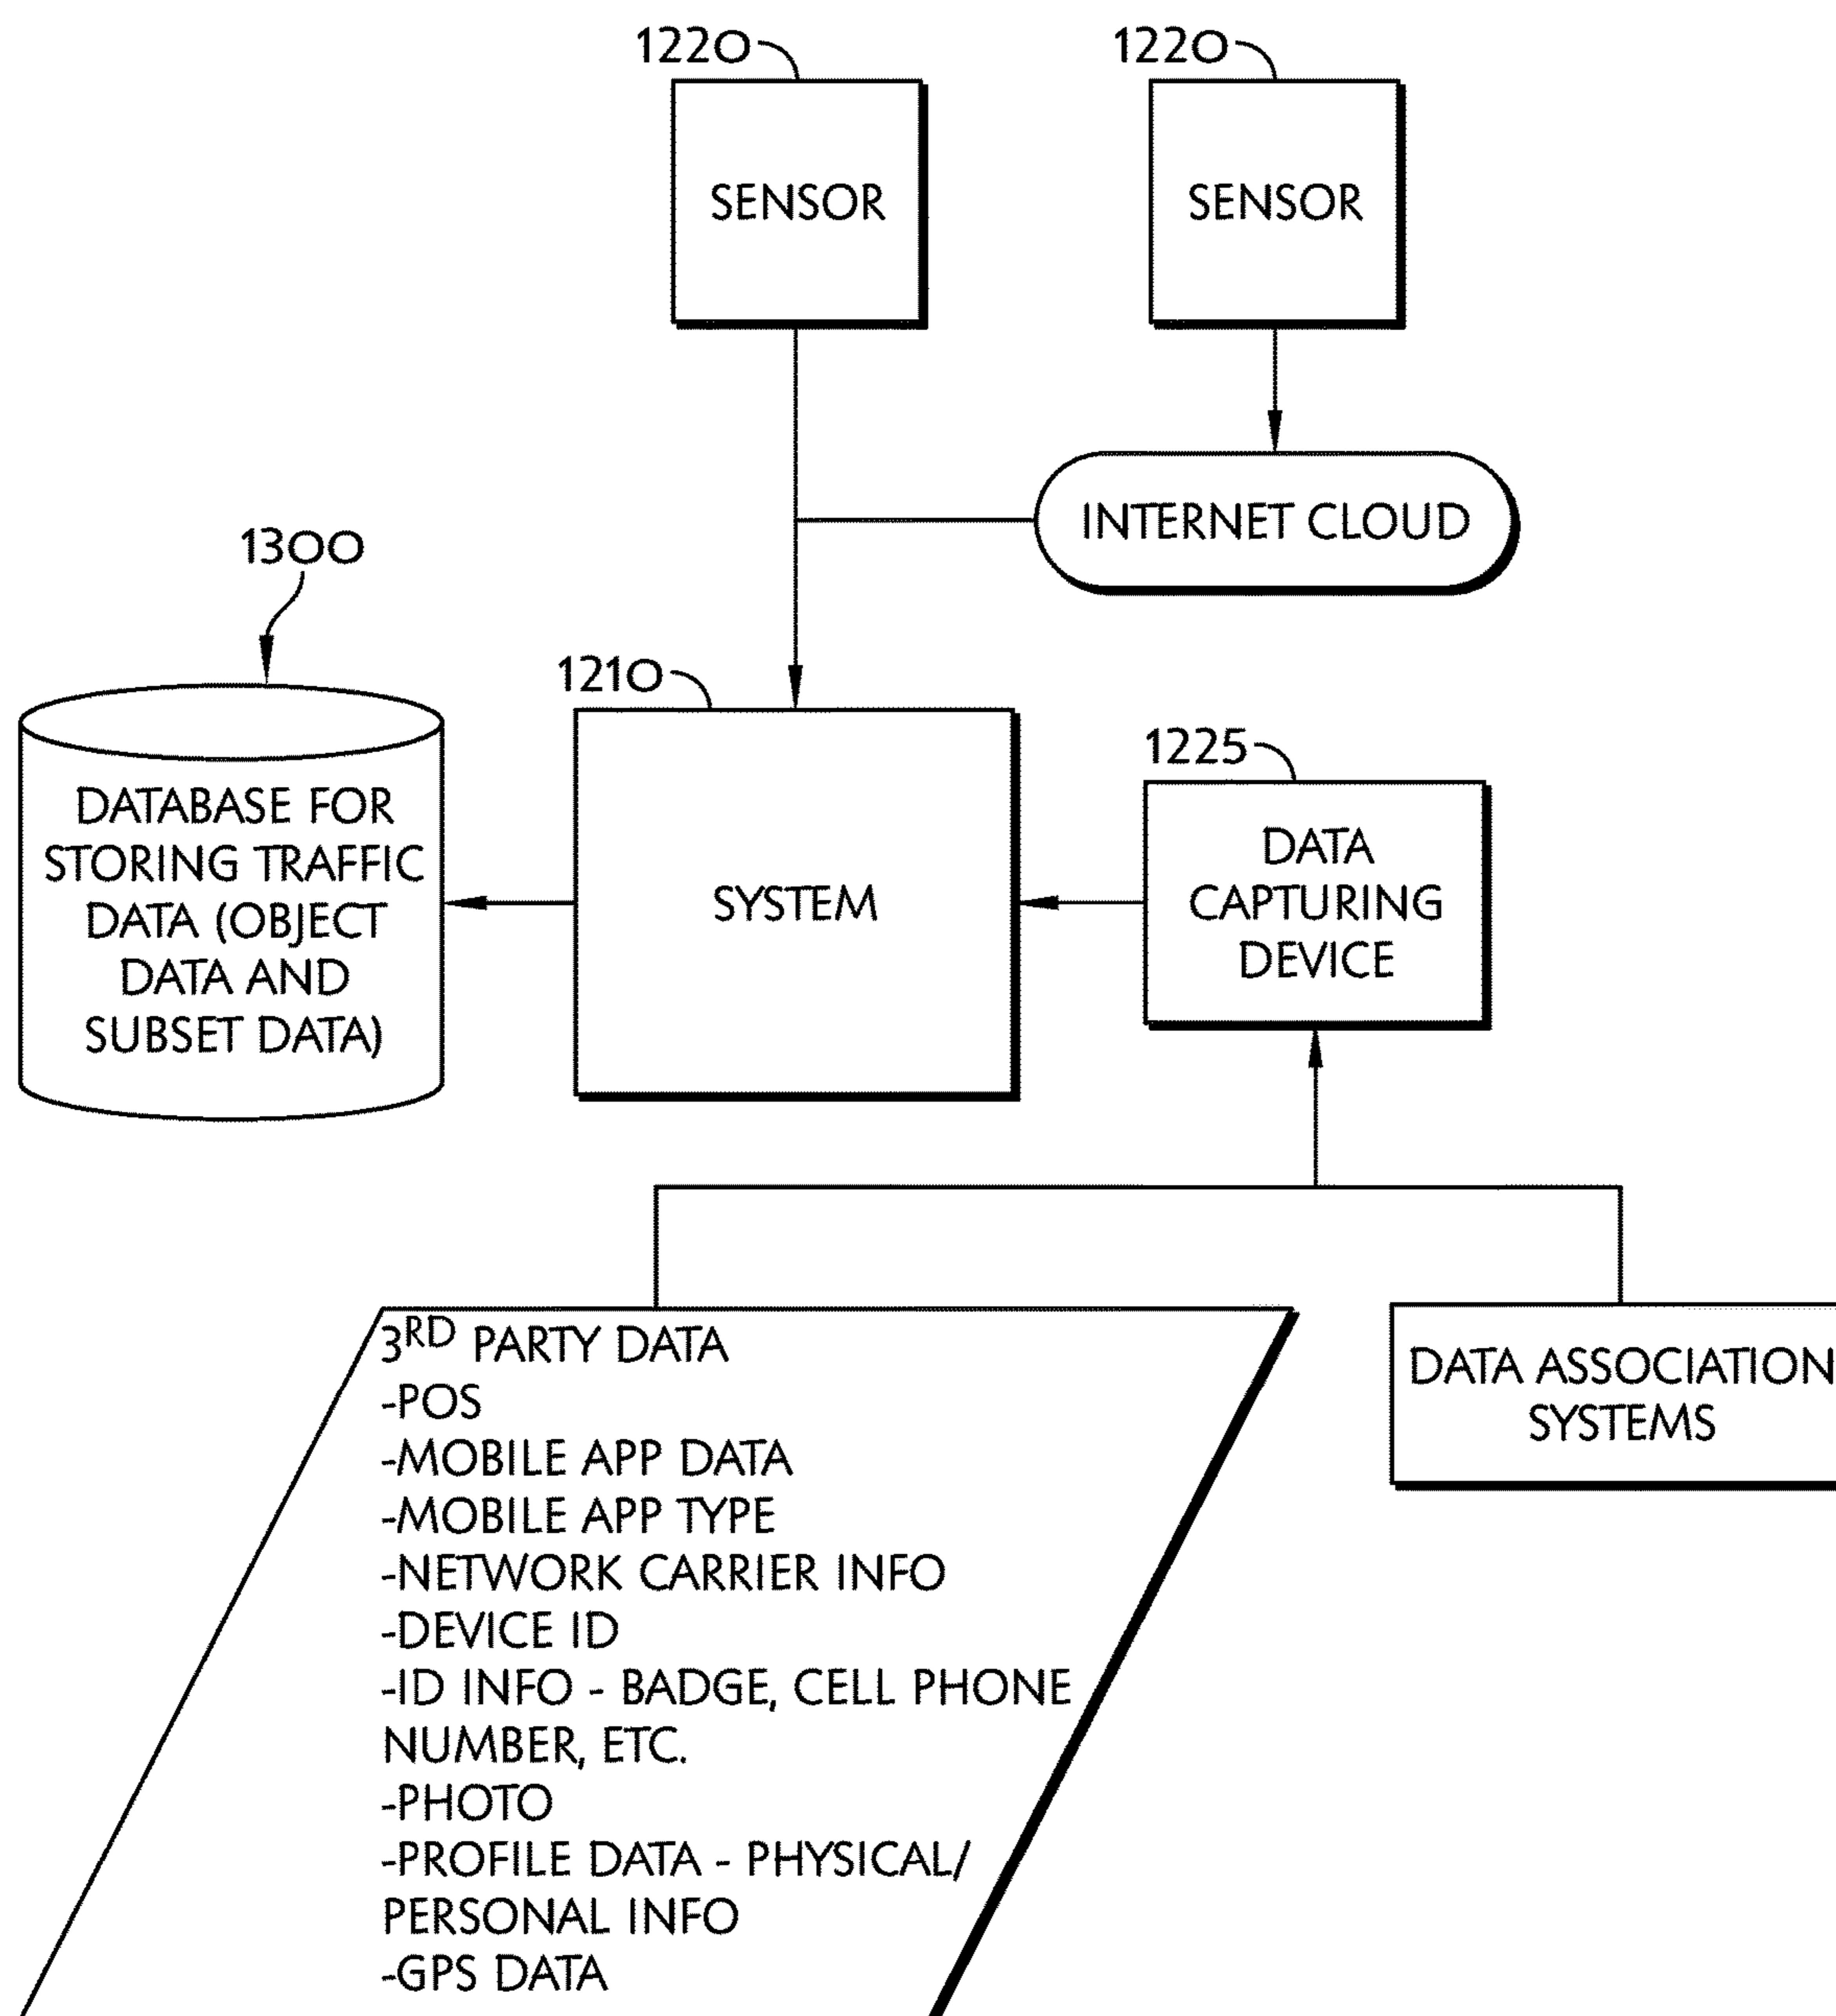 1220
1220
SENSOR
SENSOR
INTERNET CLOUD
1300
1210
1225
DATABASE FOR
STORING TRAFFIC
DATA (OBJECT
DATA AND
SUBSET DATA)
SYSTEM
DATA
CAPTURING
DEVICE
3RD PARTY DATA
-POS
-MOBILE APP DATA
-MOBILE APP TYPE
-NETWORK CARRIER INFO
-DEVICE ID
-ID INFO - BADGE, CELL PHONE
NUMBER, ETC.
-PHOTO
-PROFILE DATA - PHYSICAL/
PERSONAL INFO
-GPS DATA
DATA ASSOCIATION
SYSTEMS